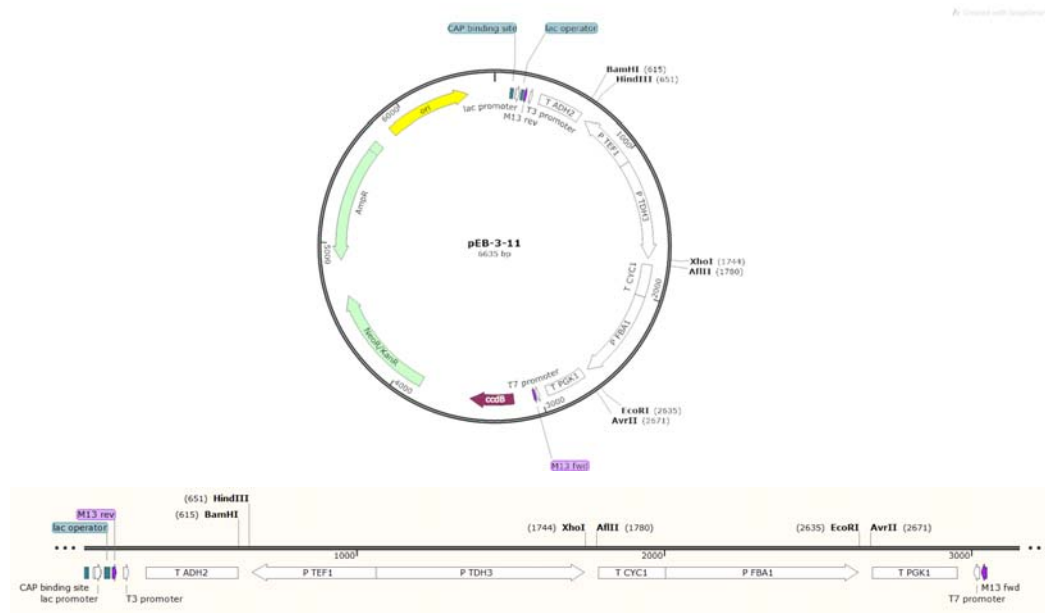 Created with SnapGene
CAP binding site
lac operator
BamHI (615)
HindIII (651)
lac promoter
M13 rev
T3 promoter
T ADH2
P TEF1
1000
P TDH3
XhoI (1744)
AflII (1780)
T CYC1
2000
P FBA1
EcoRI (2635)
AvrII (2671)
T PGK1
3000
T7 promoter
M13 fwd
ccdB
4000
NeoR/KanR
5000
AmpR
6000
ori
pEB-3-11
6635 bp
(651) HindIII
M13 rev
(615) BamHI
lac operator
(1744) XhoI
AflII (1780)
(2635) EcoRI
AvrII (2671)
1000
2000
3000
T ADH2
P TEF1
P TDH3
T CYC1
P FBA1
T PGK1
CAP binding site
lac promoter
T3 promoter
M13 fwd
T7 promoter